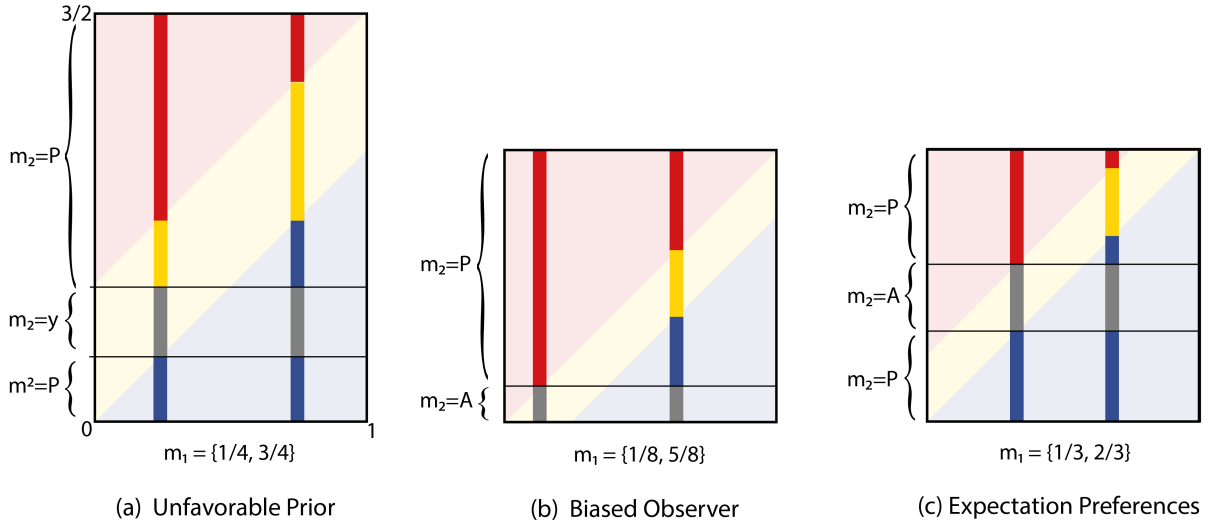 3/2
m₂=P
m₂=y
m²=P
0
1
m₁ = {1/4, 3/4}
(a) Unfavorable Prior
m₂=P
m₂=A
m₁ = {1/8, 5/8}
(b) Biased Observer
m₂=P
m₂=A
m₂=P
m₁ = {1/3, 2/3}
(c) Expectation Preferences